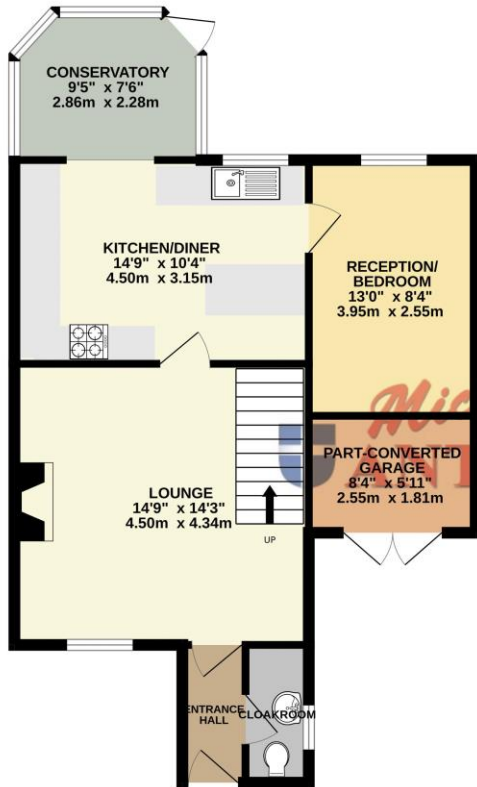 CONSERVATORY
9'5" x 7'6"
2.86m x 2.28m
KITCHEN/DINER
14'9" x 10'4"
4.50m x 3.15m
RECEPTION/
BEDROOM
13'0" x 8'4"
3.95m x 2.55m
PART-CONVERTED
GARAGE
8'4" x 5'11"
2.55m x 1.81m
LOUNGE
14'9" x 14'3"
4.50m x 4.34m
UP
ENTRANCE
HALL
CLOAKROOM